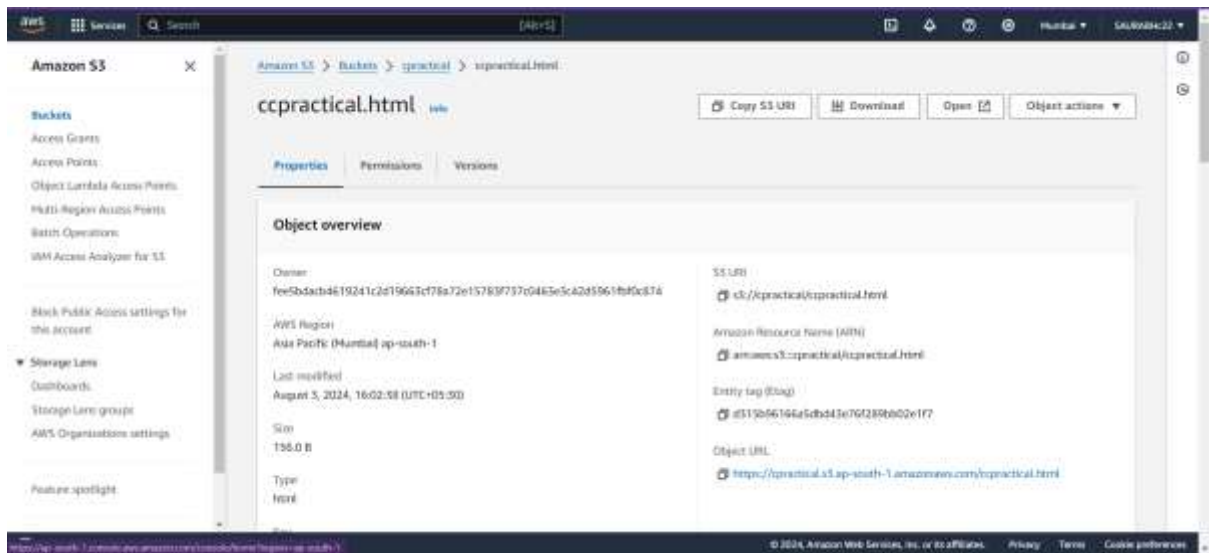 aws
Services
Search
[Alt+S]
Mumbai
Amazon S3
Buckets
Access Grants
Access Points
Object Lambda Access Points
Multi-Region Access Points
Batch Operations
IAM Access Analyzer for S3
Block Public Access settings for
this account
Storage Lens
Dashboards
Storage Lens groups
AWS Organizations settings
Feature spotlight
Amazon S3 > Buckets > cpractical > ccpractical.html
ccpractical.html Info
Copy S3 URI
Download
Open
Object actions
Properties
Permissions
Versions
Object overview
Owner
AWS Region
Asia Pacific (Mumbai) ap-south-1
Last modified
August 3, 2024, 16:02:58 (UTC+05:30)
Size
156.0 B
Type
html
S3 URI
s3://cpractical/ccpractical.html
Amazon Resource Name (ARN)
arn:aws:s3:::cpractical/ccpractical.html
Entity tag (Etag)
Object URL
https://cpractical.s3.ap-south-1.amazonaws.com/ccpractical.html
© 2024, Amazon Web Services, Inc. or its affiliates.
Privacy
Terms
Cookie preferences